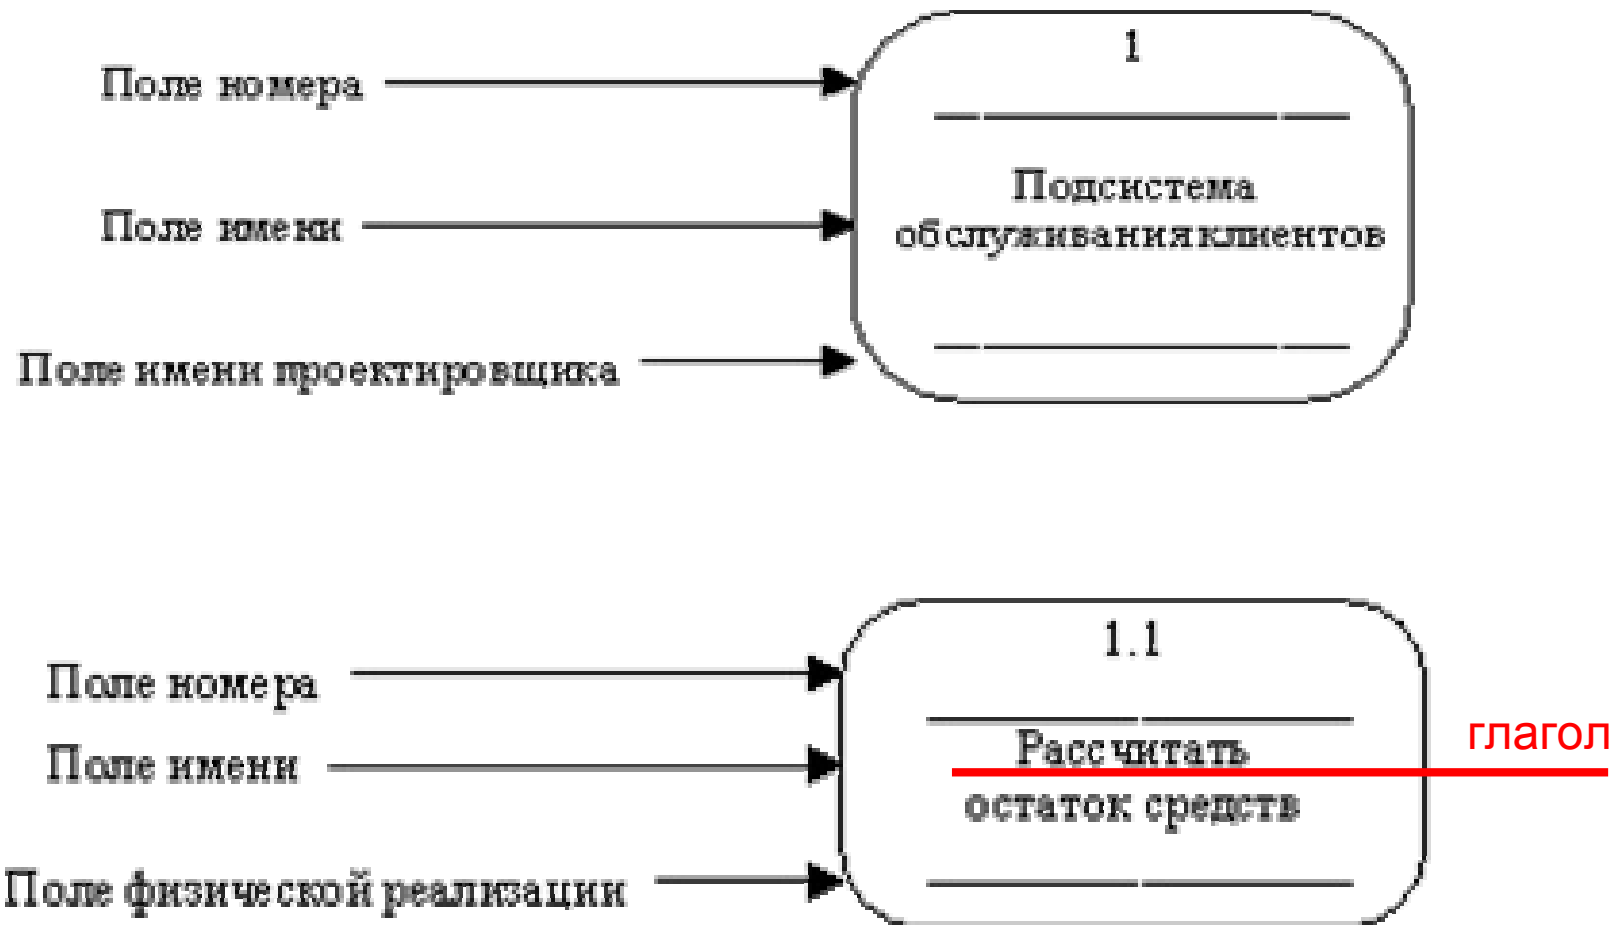 1
Поле номера
Подсистема
Поле имени
обслуживания клиентов
Поле имени проектировщика
1.1
Поле номера
глагол
Рассчитать
Поле имени
остаток средств
Поле физической реализации